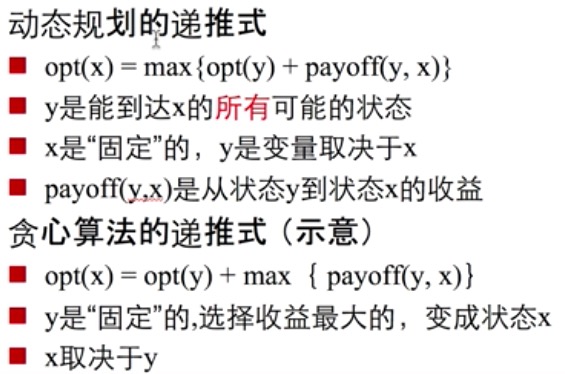 动态规划的递推式
opt(x) = max{opt(y) + payoff(y, x)}
y是能到达x的所有可能的状态
x是“固定”的，y是变量取决于x
payoff(y,x)是从状态y到状态x的收益
贪心算法的递推式（示意）
opt(x) = opt(y) + max｛ payoff(y, x)}
y是“固定”的,选择收益最大的，变成状态x
x取决于y